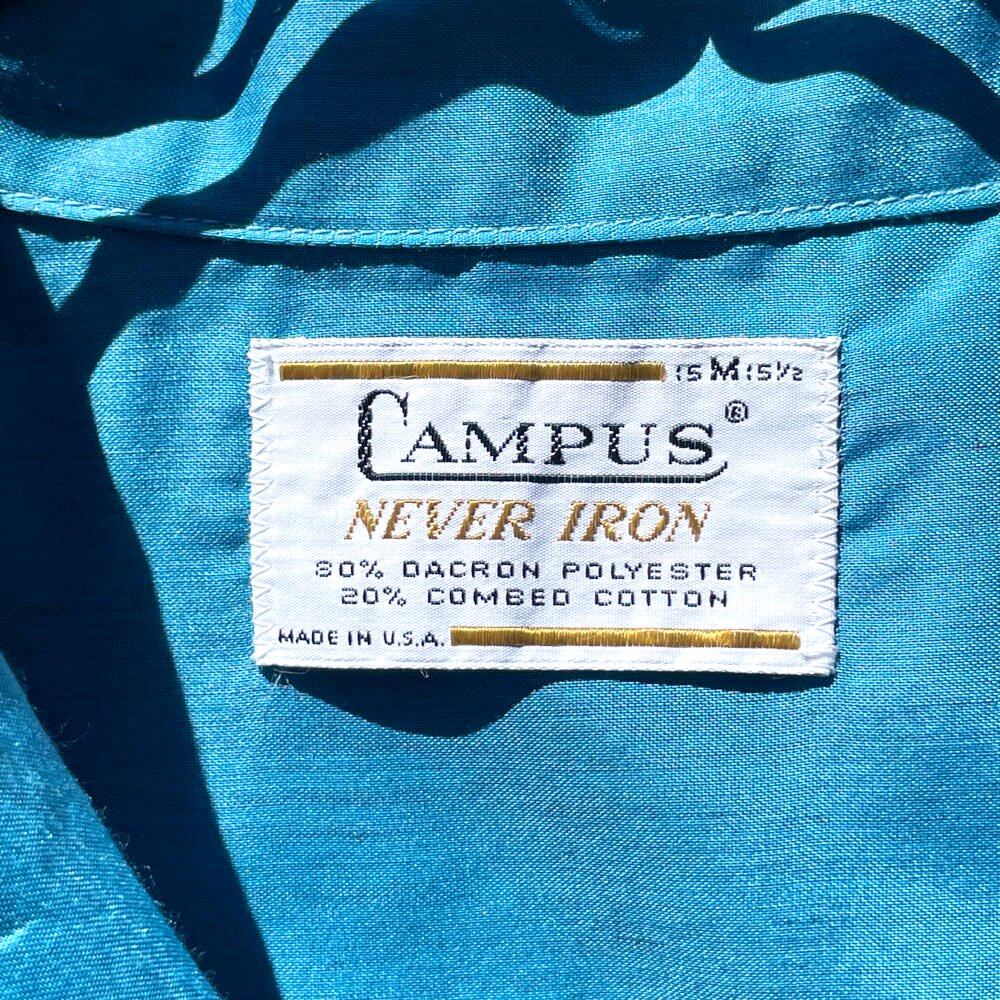 15 M 15½
CAMPUS®
NEVER IRON
80% DACRON POLYESTER
20% COMBED COTTON
MADE IN U.S.A.